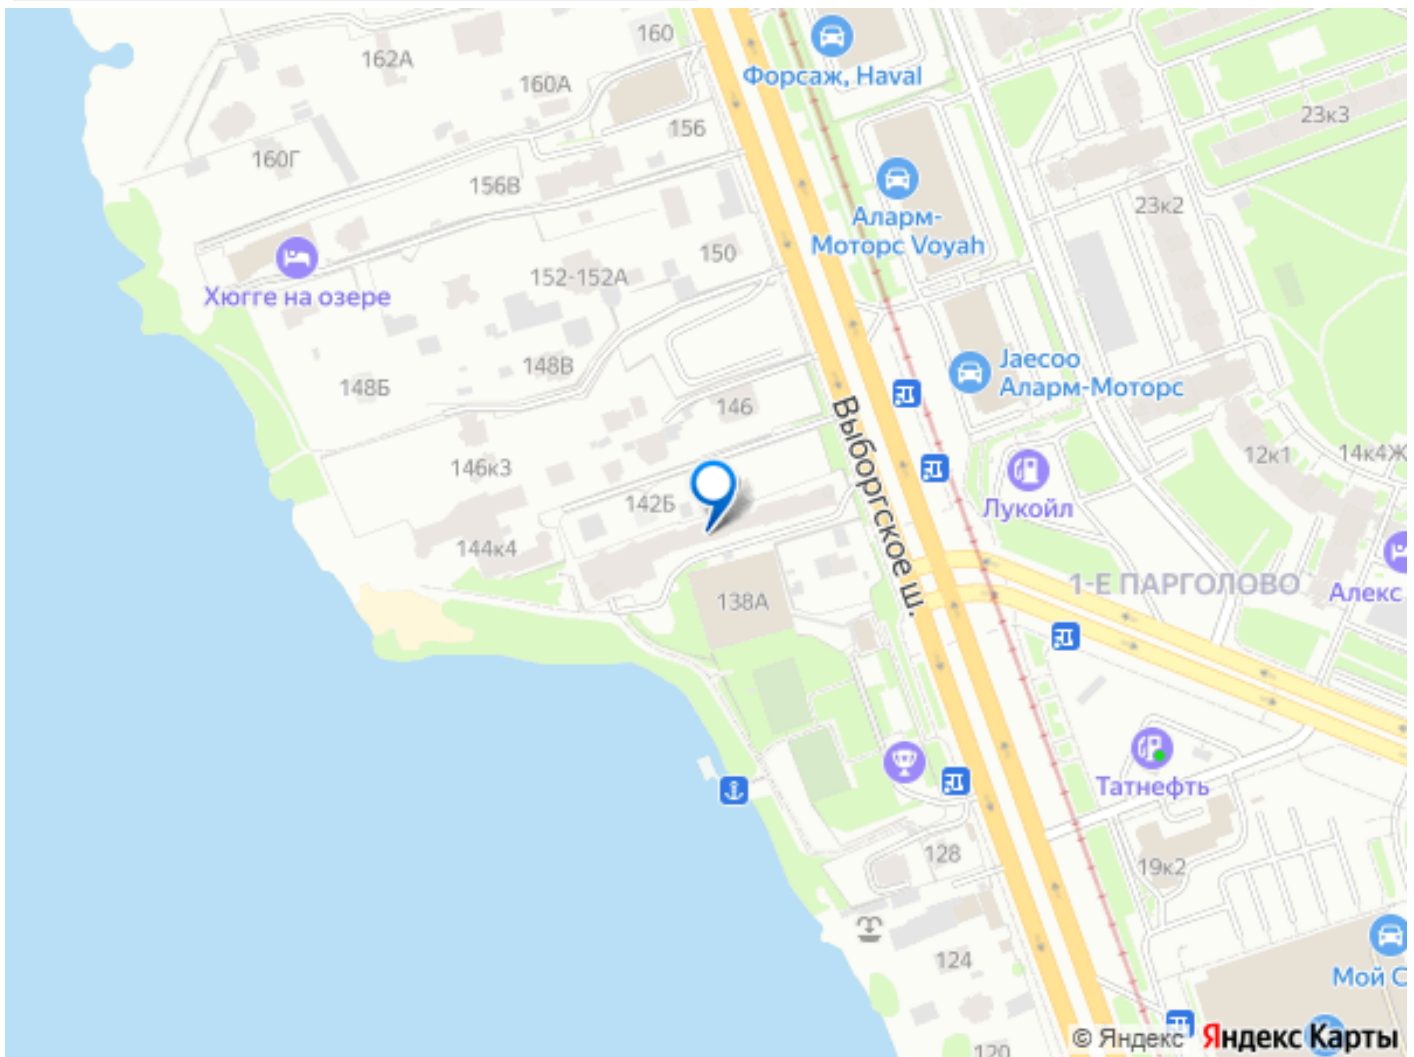 160
162А
Форсаж, Haval
160А
23к3
156
160Г
156В
23к2
Аларм-
Моторс Voyah
150
152-152А
Хюгге на озере
Jaecoo
Аларм-Моторс
148В
148Б
146
Выборгское ш.
12к1
14к4Ж
146к3
142Б
Лукойл
144к4
1-Е ПАРГОЛОВО
Алекс
138А
Татнефть
128
19к2
124
Мой С
120
© Яндекс Яндекс Карты